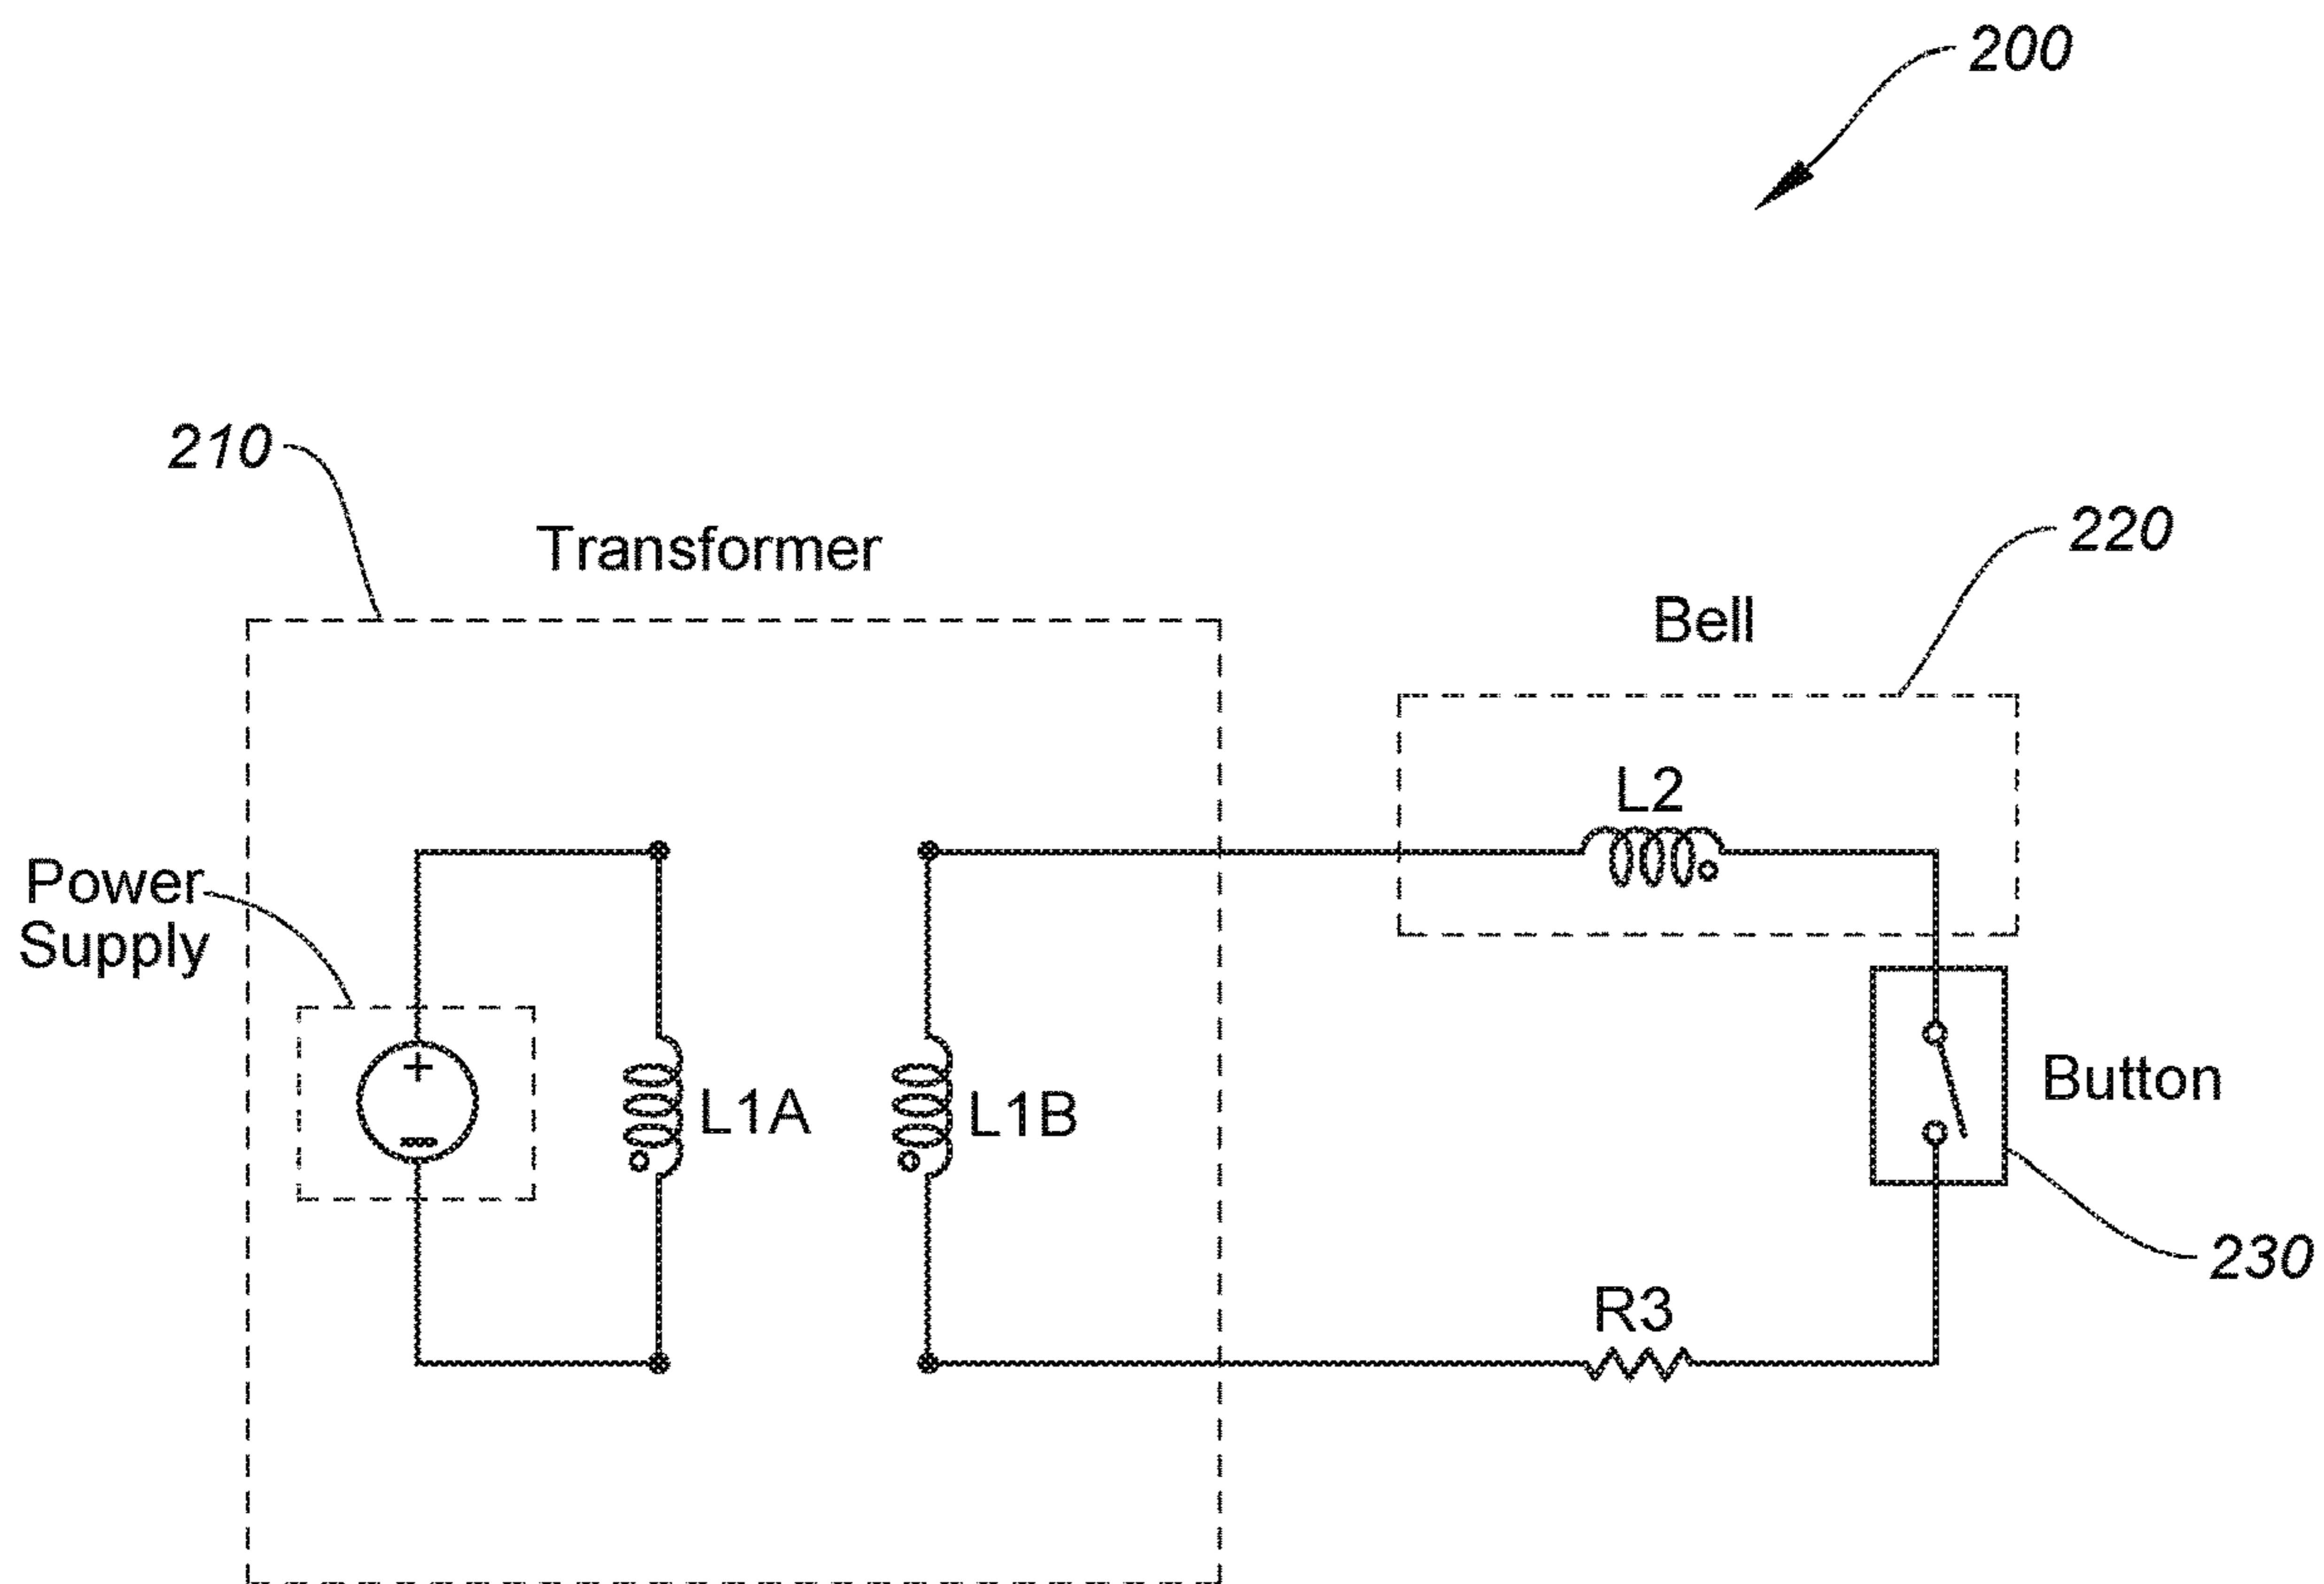 200
210
Transformer
220
Bell
L2
Power
Supply
+
L1A
L1B
Button
230
R3